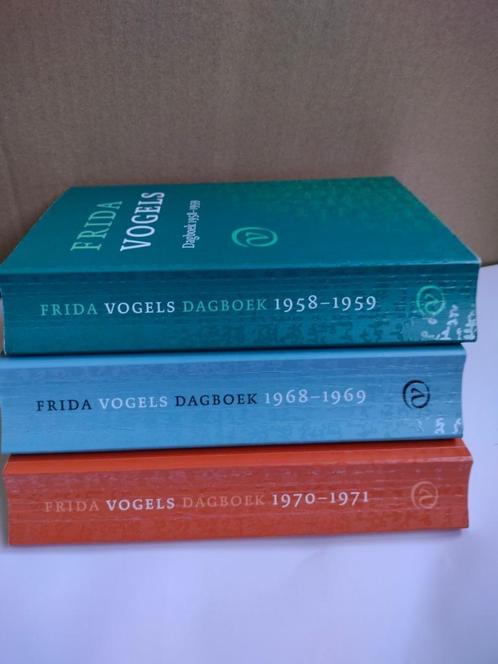 FRIDA
VOGELS
Dagboek 1958–1959
FRIDA VOGELS DAGBOEK 1958–1959
FRIDA VOGELS DAGBOEK 1968–1969
FRIDA VOGELS DAGBOEK 1970–1971